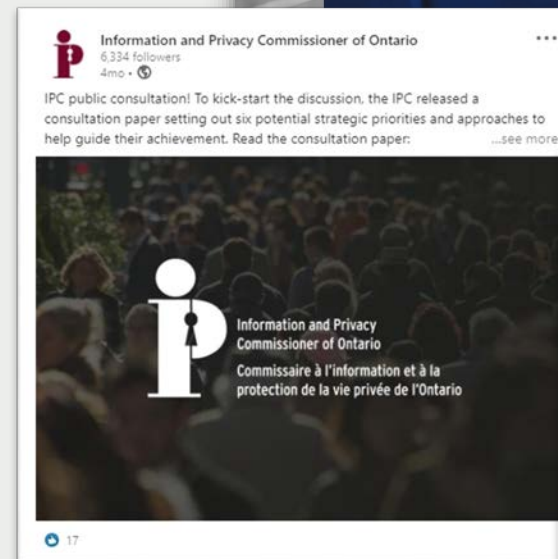 Information and Privacy Commissioner of Ontario
6,334 followers
4mo •
IPC public consultation! To kick-start the discussion, the IPC released a
consultation paper setting out six potential strategic priorities and approaches to
help guide their achievement. Read the consultation paper: ...see more
Information and Privacy
Commissioner of Ontario
Commissaire à l'information et à la
protection de la vie privée de l'Ontario
17